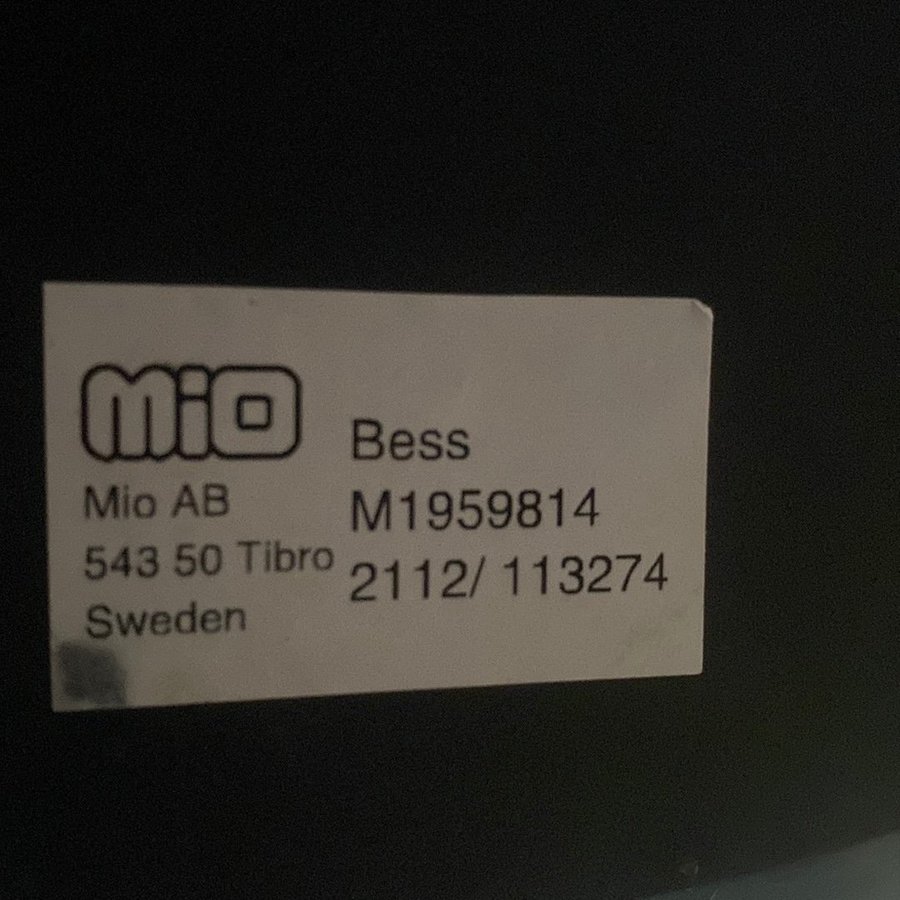 mio
Mio AB
543 50 Tibro
Sweden
Bess
M1959814
2112/ 113274